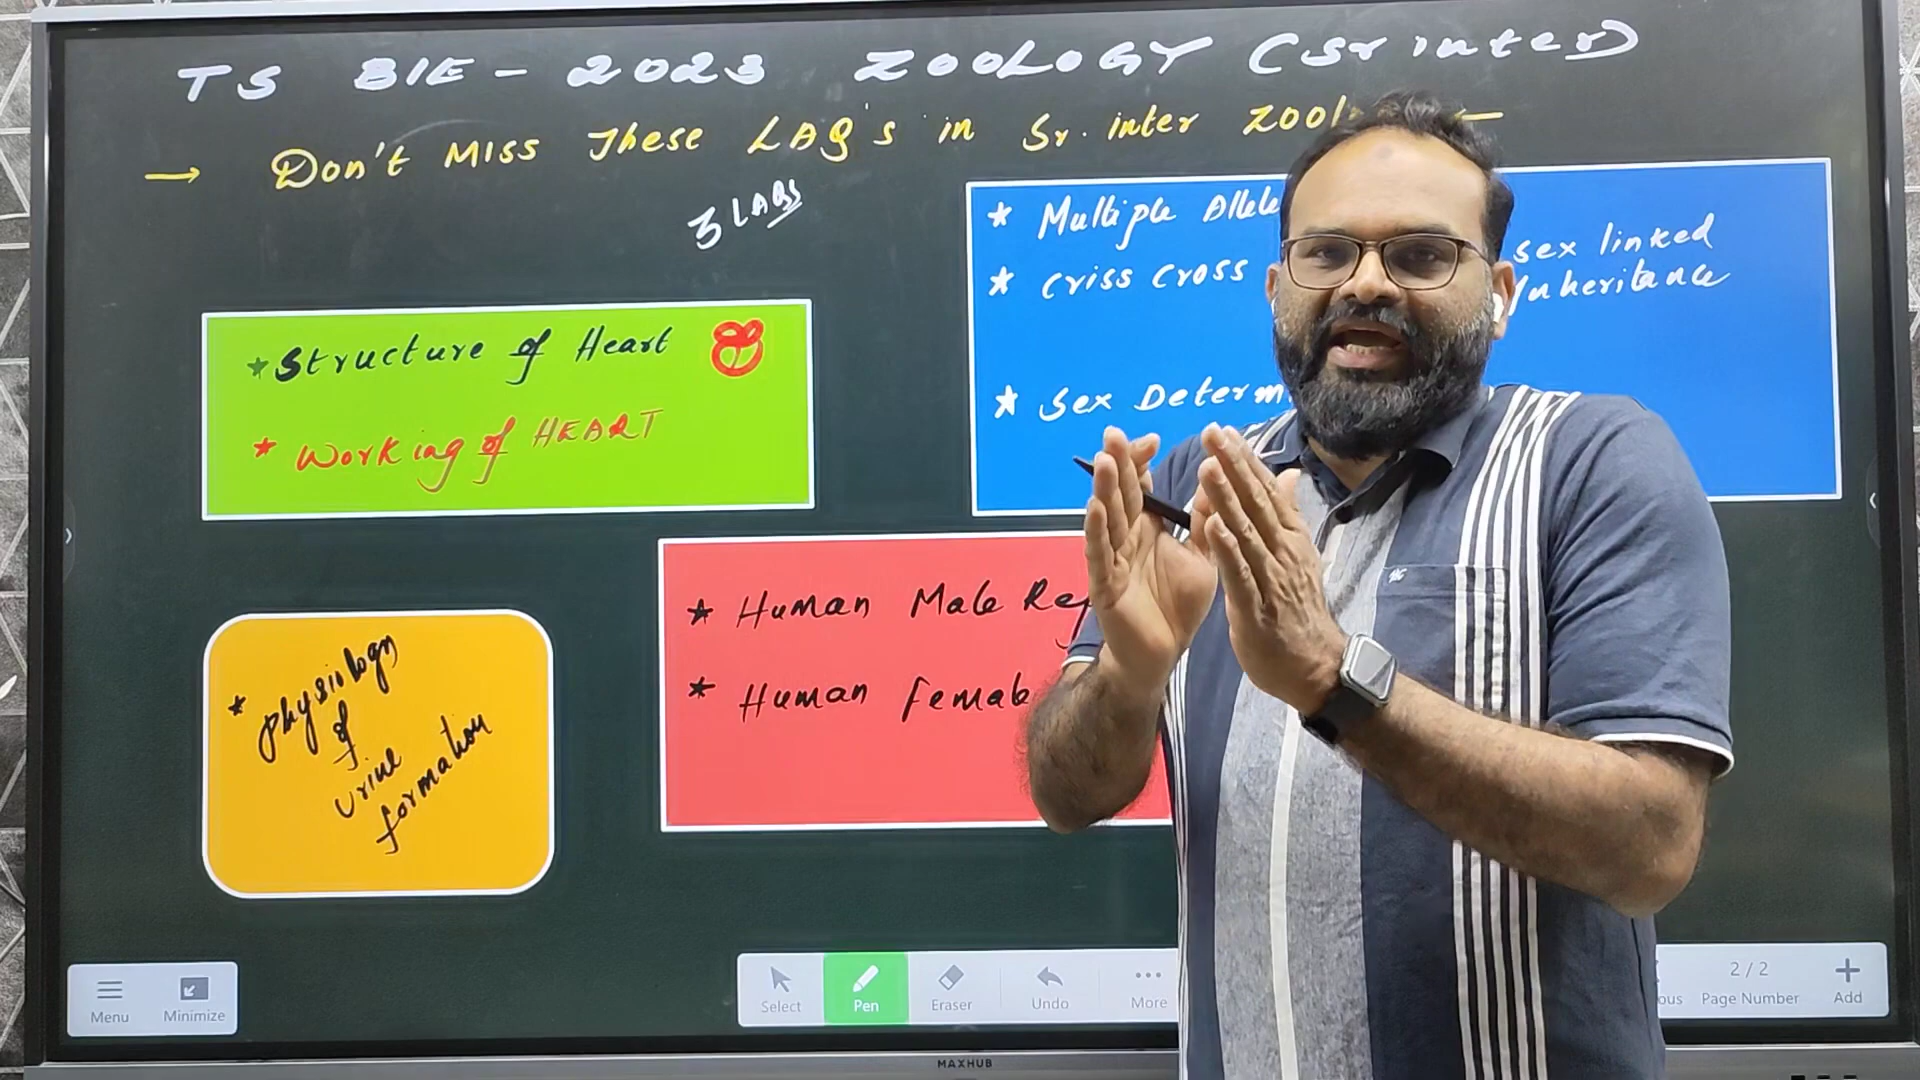 TS BIE - 2023 ZOOLOGY (Sr inter)
→ Don't MISS These LAQ's in Sr. inter
3 LAQs
* Structure of Heart
* Working of HEART
* Multiple
* Criss Cross
sex linked
Inheritance
* Sex
* Physiology
of
urine
formation
* Human Male
* Human female
Menu
Minimize
Select
Pen
Eraser
Undo
More
2 / 2
Page Number
Add
MAXHUB